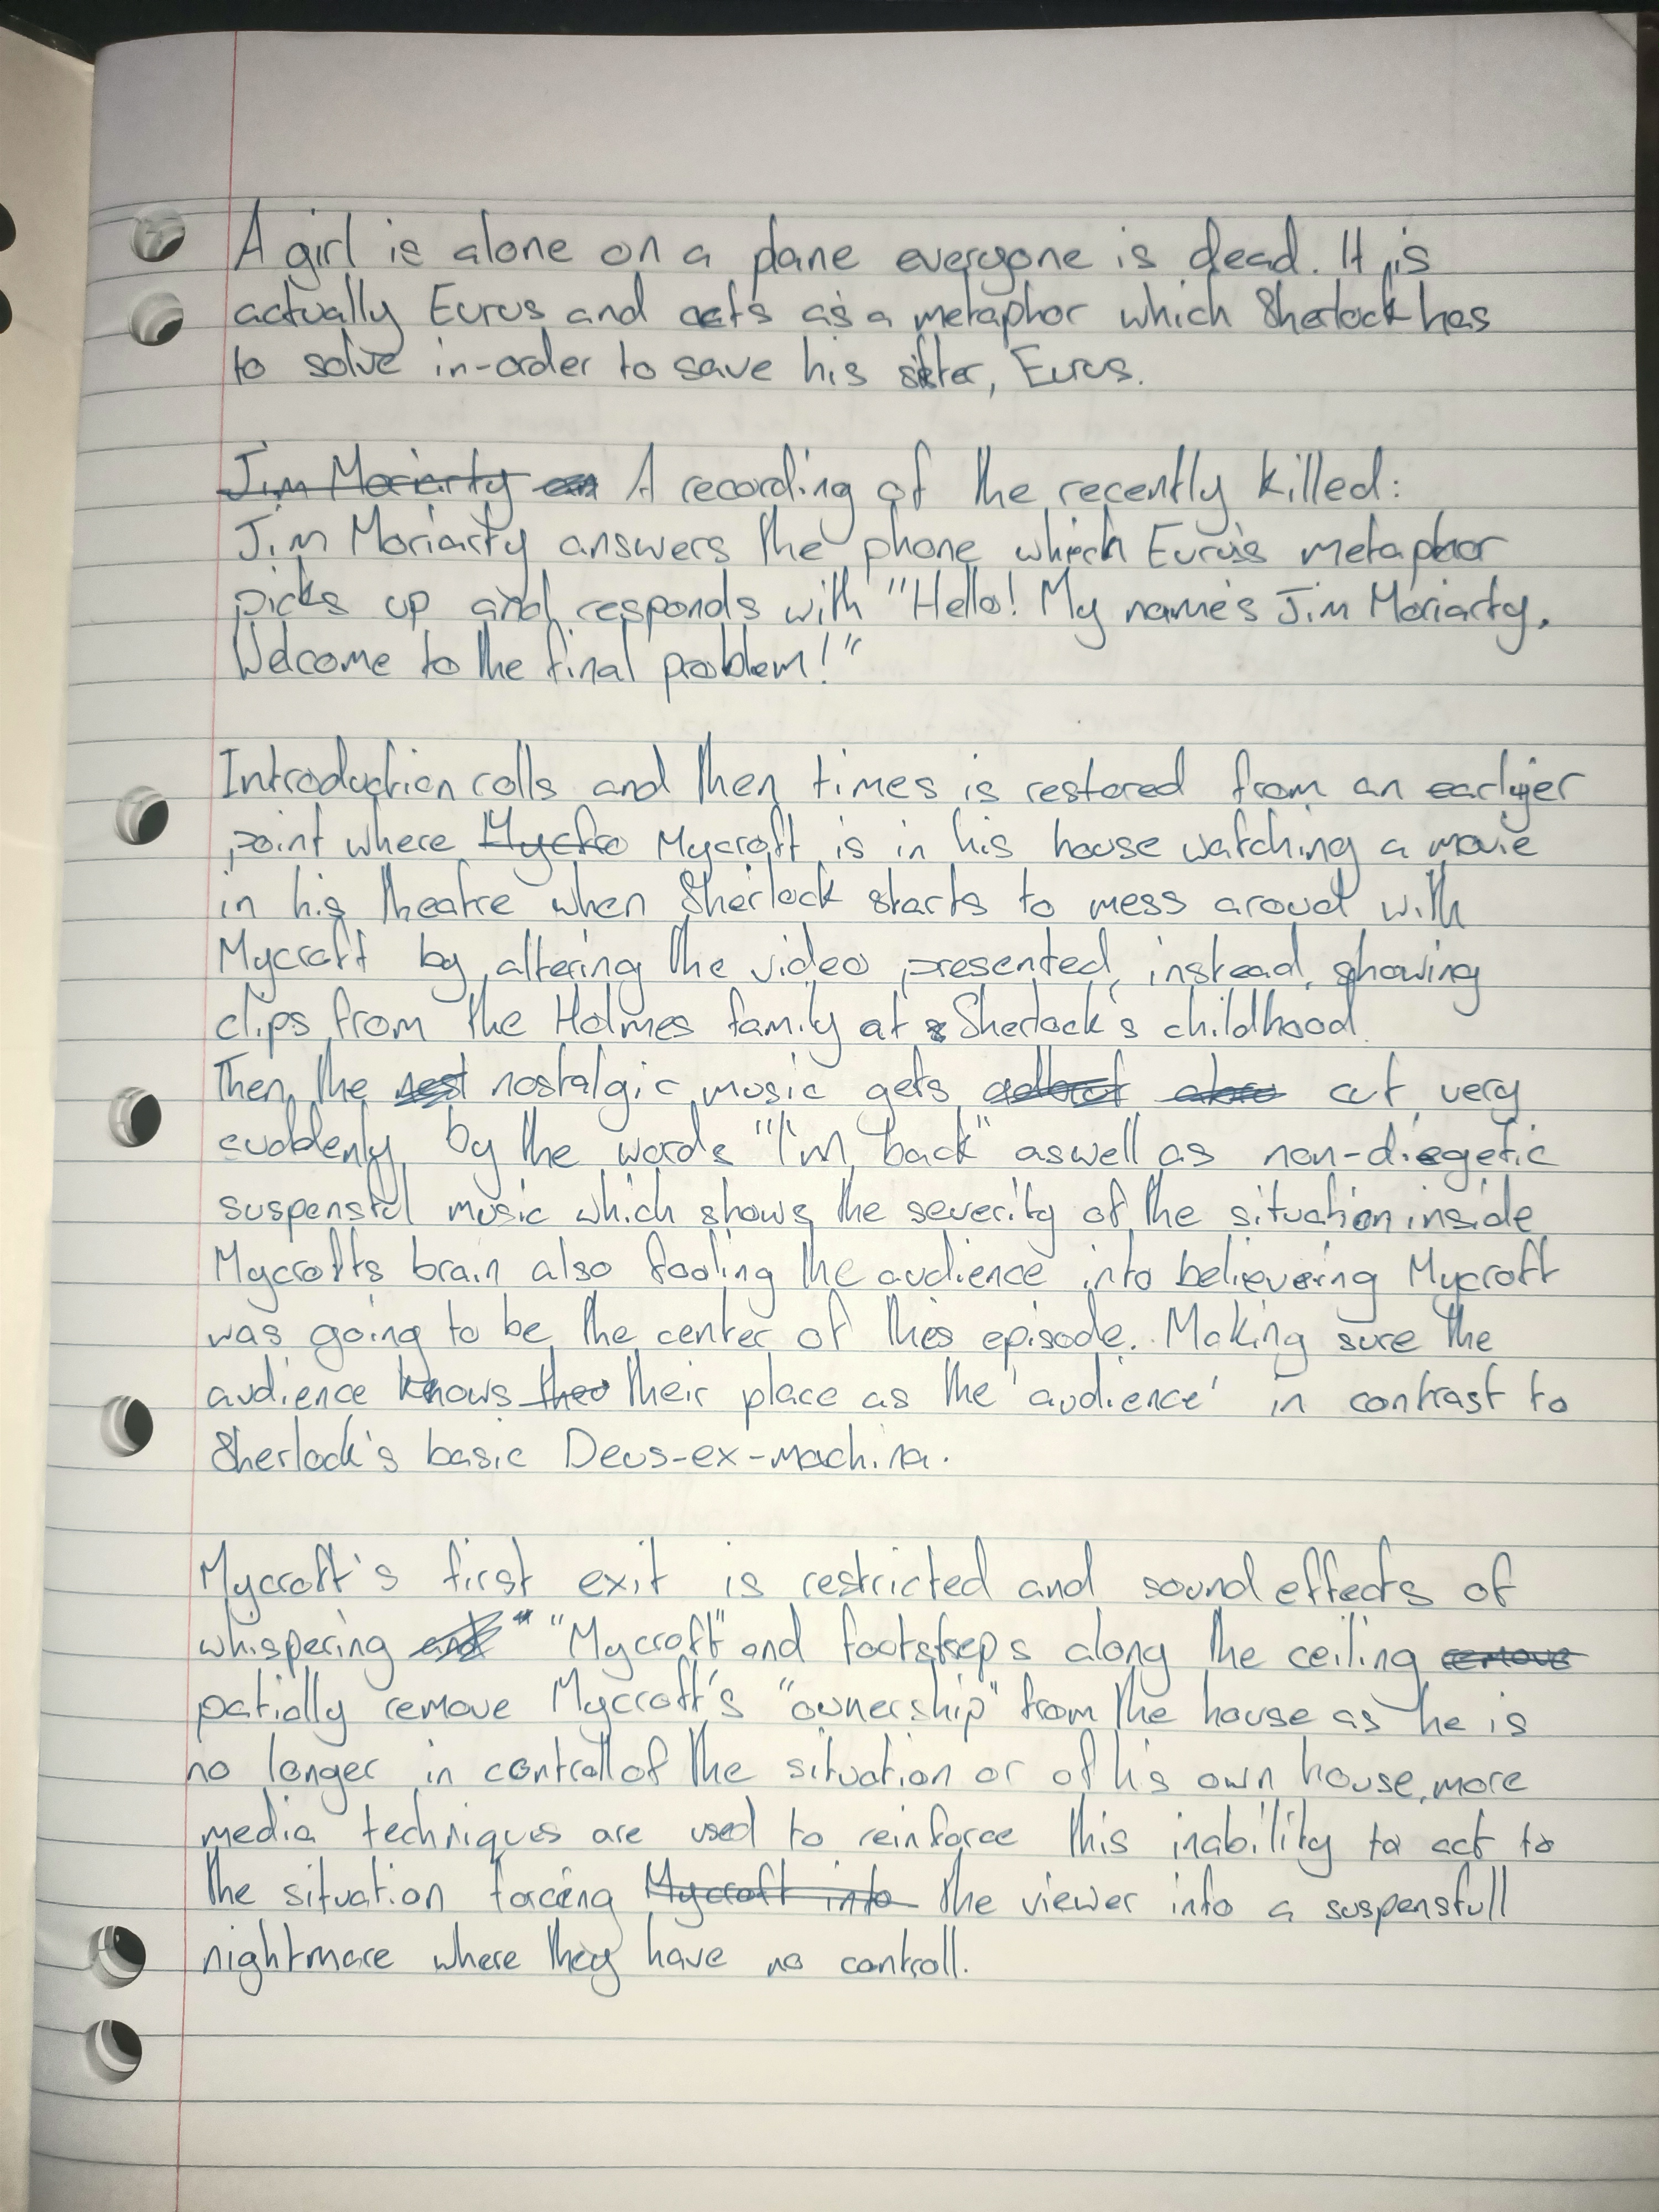 A girl is alone on a plane everyone is dead. It is
actually Eurus and acts as a metaphor which Sherlock has
to solve in-order to save his sister, Eurus.
Jim Moriarty A recording of the recently killed:
Jim Moriarty answers the phone which Eurus's metaphor
picks up and responds with "Hello! My name's Jim Moriarty.
Welcome to the final problem!"
Introduction rolls and then times is restored from an earlier
point where Mycfro Mycroft is in his house watching a movie
in his theatre when Sherlock starts to mess aroud with
Mycroft by altering the video presented, instead, showing
clips from the Holmes family at Sherlock's childhood.
Then the nostalgic music gets cut very
suddenly by the words "I'm back" aswell as non-diegetic
suspensful music which shows the severity of the situation inside
Mycrofts brain also fooling the audience into believeing Mycroft
was going to be the center of this episode. Making sure the
audience knows their place as the 'audience' in contrast to
Sherlock's basic Deus-ex-machina.
Mycroft's first exit is restricted and sound effects of
whispering and "Mycroft" and footsteps along the ceiling remove
patially remove Mycroft's "ownership" from the house as he is
no longer in controll of the situation or of his own house, more
media techniques are used to reinforce this inability to act to
the situation forcing Mycroft into the viewer into a suspensfull
nightmare where they have no controll.